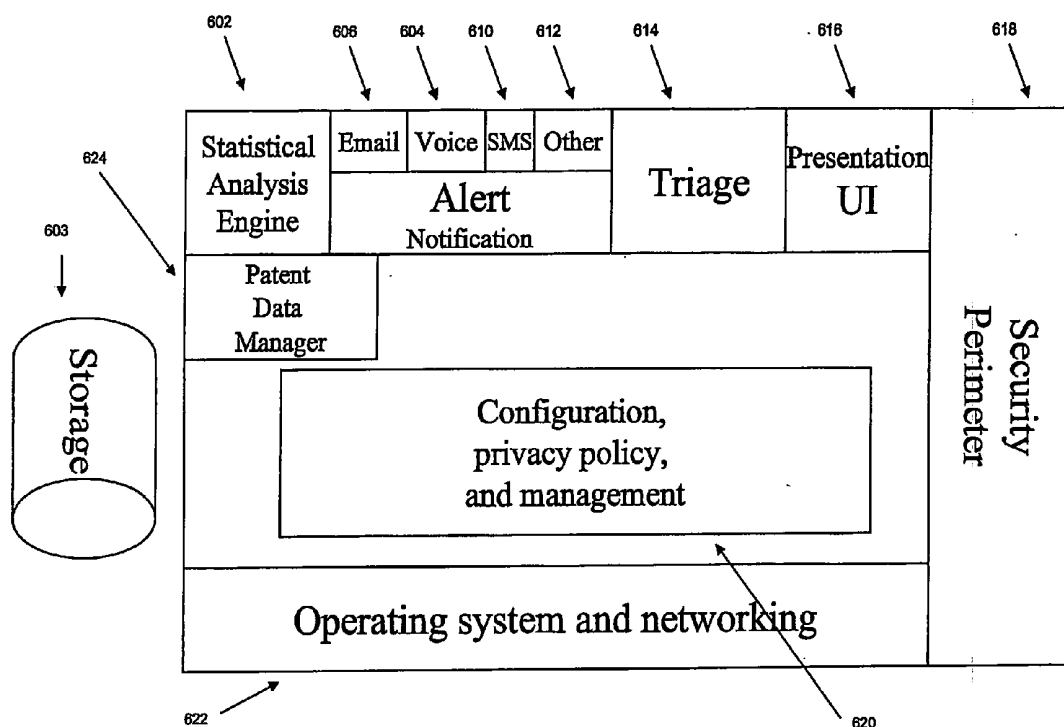 602
606
604
610
612
614
616
618
624
603
Statistical
Analysis
Engine
Email
Voice
SMS
Other
Alert
Notification
Triage
Presentation
UI
Patent
Data
Manager
Storage
Configuration,
privacy policy,
and management
Security
Perimeter
Operating system and networking
622
620